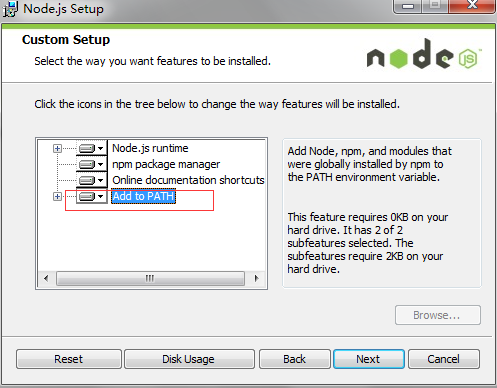 Node.js Setup
Custom Setup
Select the way you want features to be installed.
node
JS
Click the icons in the tree below to change the way features will be installed.
Node.js runtime
npm package manager
Online documentation shortcuts
Add to PATH
Add Node, npm, and modules that
were globally installed by npm to
the PATH environment variable.
This feature requires 0KB on your
hard drive. It has 2 of 2
subfeatures selected. The
subfeatures require 2KB on your
hard drive.
Browse...
Reset
Disk Usage
Back
Next
Cancel